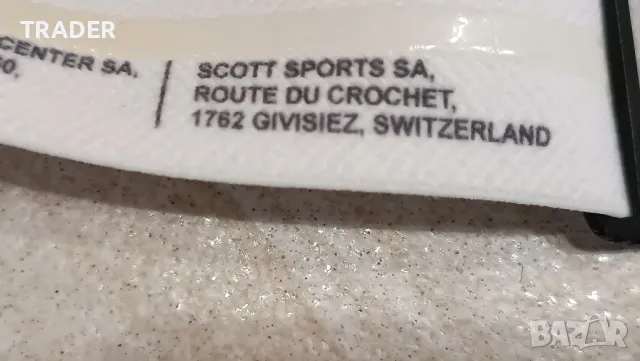 TRADER
CENTER SA, SCOTT SPORTS SA,
ROUTE DU CROCHET,
1762 GIVISIEZ, SWITZERLAND
BAZAR